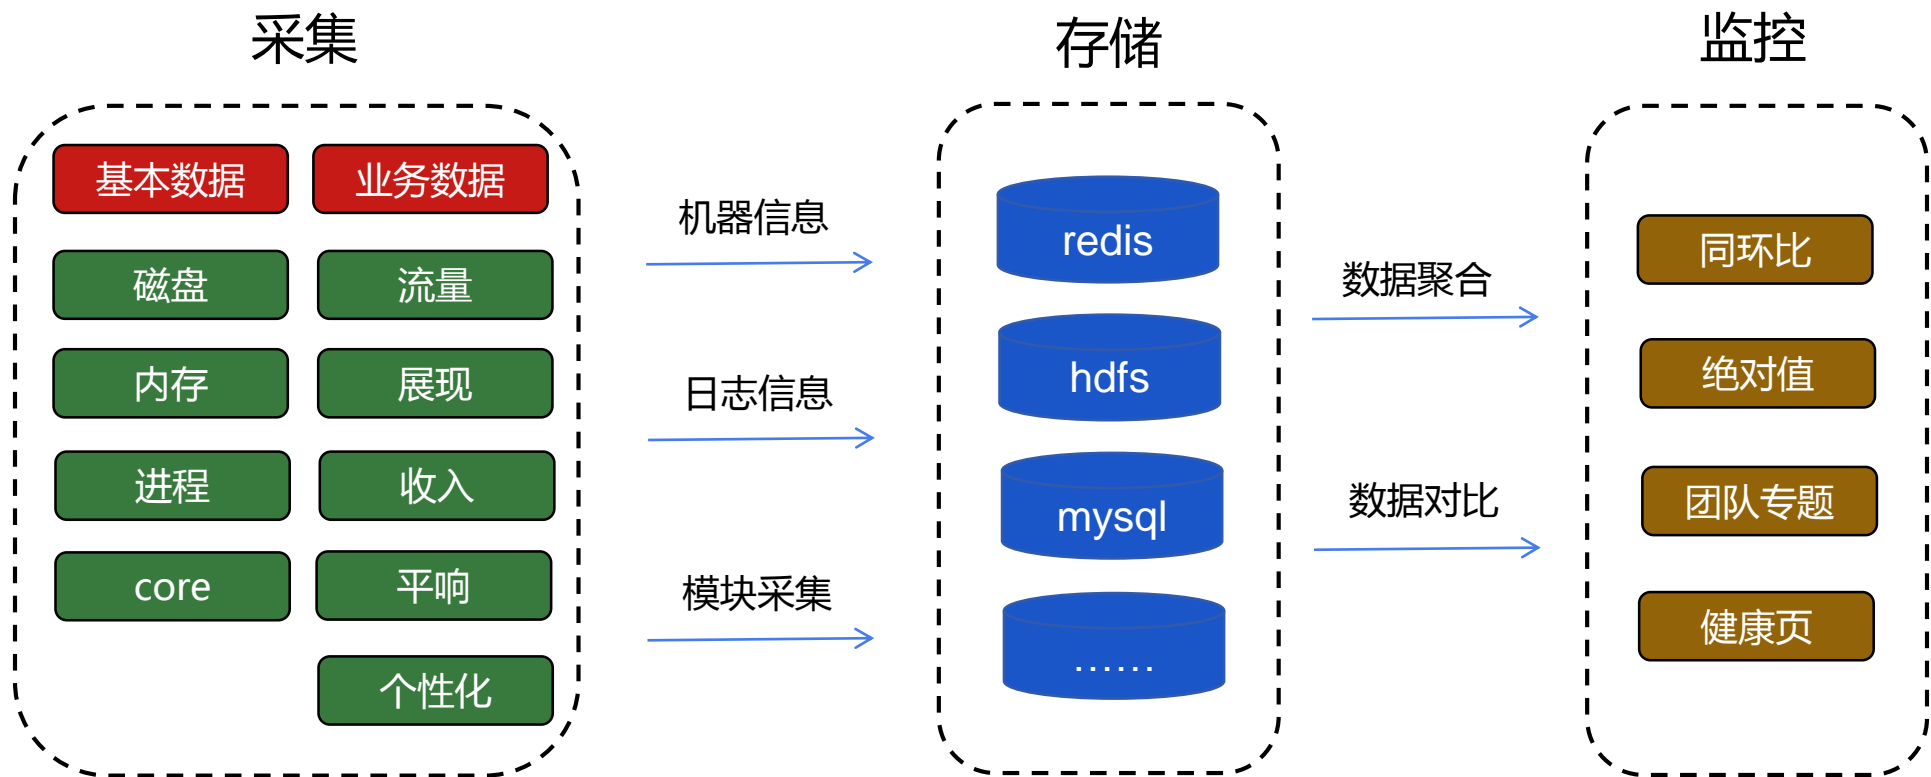 采集
存储
监控
基本数据
业务数据
磁盘
流量
内存
展现
进程
收入
core
平响
个性化
机器信息
日志信息
模块采集
redis
hdfs
mysql
......
数据聚合
数据对比
同环比
绝对值
团队专题
健康页